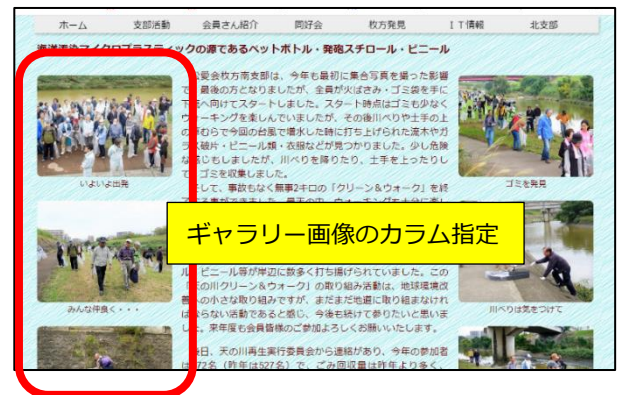 ホーム 支部活動 会員さん紹介 同好会 枚方発見 ＩＴ情報 北支部
海洋汚染マイクロプラスティックの源であるペットボトル・発砲スチロール・ビニール
公愛会枚方南支部は、今年も最初に集合写真を撮った影響
で、最後の方となりましたが、全員が火ばさみ・ゴミ袋を手に
下流へ向けてスタートしました。スタート時点はゴミも少なく
ウォーキングを楽しんでいましたが、その後川べりや土手の上
の草むらで今回の台風で増水した時に打ち上げられた流木やガ
ラス破片・ビニール類・衣服などが見つかりました。少し危険
な感じもしましたが、川べりを降りたり、土手を上ったりし
て、ゴミを収集しました。
そして、事故もなく無事2キロの「クリーン＆ウォーク」を終
いよいよ出発
ゴミを発見
ギャラリー画像のカラム指定
ル・ビニール等が岸辺に数多く打ち揚げられていました。この
「天の川クリーン＆ウォーク」の取り組み活動は、地球環境改
善への小さな取り組みですが、まだまだ地道に取り組まなけれ
ばならない活動であると感じ、今後も続けて参りたいと思いま
した。来年度も会員皆様のご参加よろしくお願いいたします。
みんな仲良く・・・
川べりは気をつけて
後日、天の川再生実行委員会から連絡があり、今年の参加者
は572名（昨年は527名）で、ごみ回収量は昨年より多く、